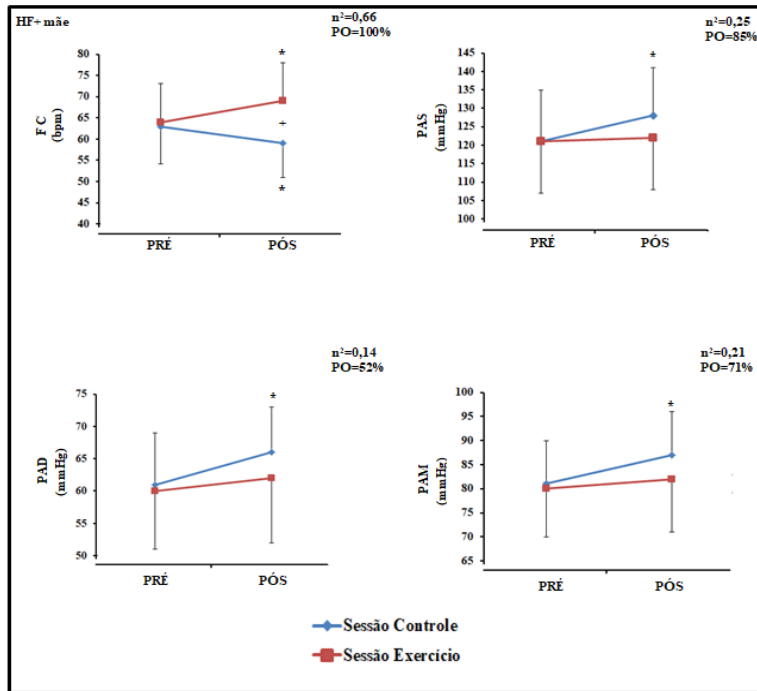 HF+ mãe
n²=0,66
PO=100%
*
80
75
70
65
60
55
50
45
40
FC
(bpm)
+
*
PRÉ PÓS
n²=0,25
PO=85%
*
145
140
135
130
125
120
115
110
105
100
PAS
(mmHg)
PRÉ PÓS
n²=0,14
PO=52%
*
75
70
65
60
55
50
PAD
(mmHg)
PRÉ PÓS
n²=0,21
PO=71%
*
100
95
90
85
80
75
70
65
PAM
(mmHg)
PRÉ PÓS
Sessão Controle
Sessão Exercício